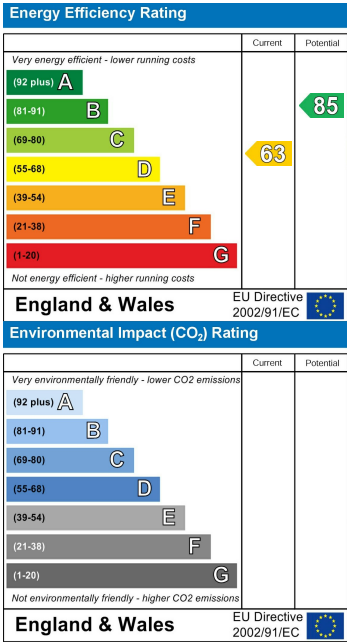 Energy Efficiency Rating
Current Potential
Very energy efficient - lower running costs
(92 plus) A
(81-91) B
85
(69-80) C
63
(55-68) D
(39-54) E
(21-38) F
(1-20) G
Not energy efficient - higher running costs
England & Wales
EU Directive
2002/91/EC
Environmental Impact (CO₂) Rating
Current Potential
Very environmentally friendly - lower CO2 emissions
(92 plus) A
(81-91) B
(69-80) C
(55-68) D
(39-54) E
(21-38) F
(1-20) G
Not environmentally friendly - higher CO2 emissions
England & Wales
EU Directive
2002/91/EC